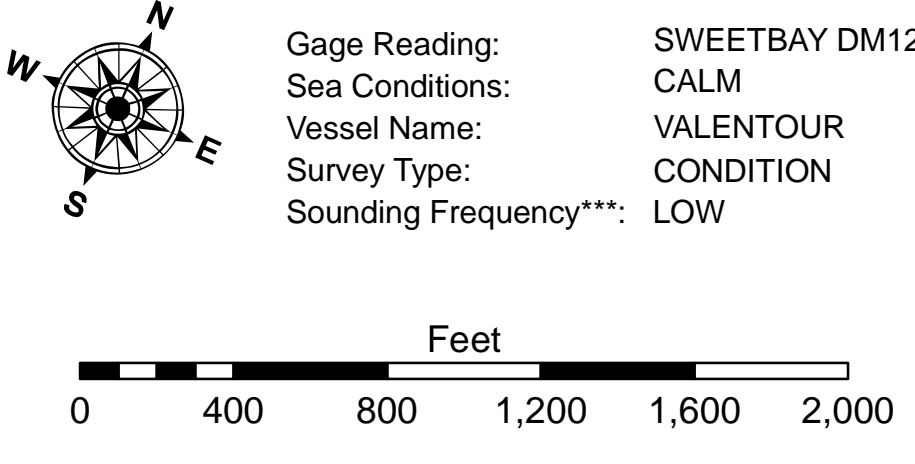 N
W
E
S
Gage Reading: SWEETBAY DM12
Sea Conditions: CALM
Vessel Name: VALENTOUR
Survey Type: CONDITION
Sounding Frequency***: LOW
Feet
0 400 800 1,200 1,600 2,000